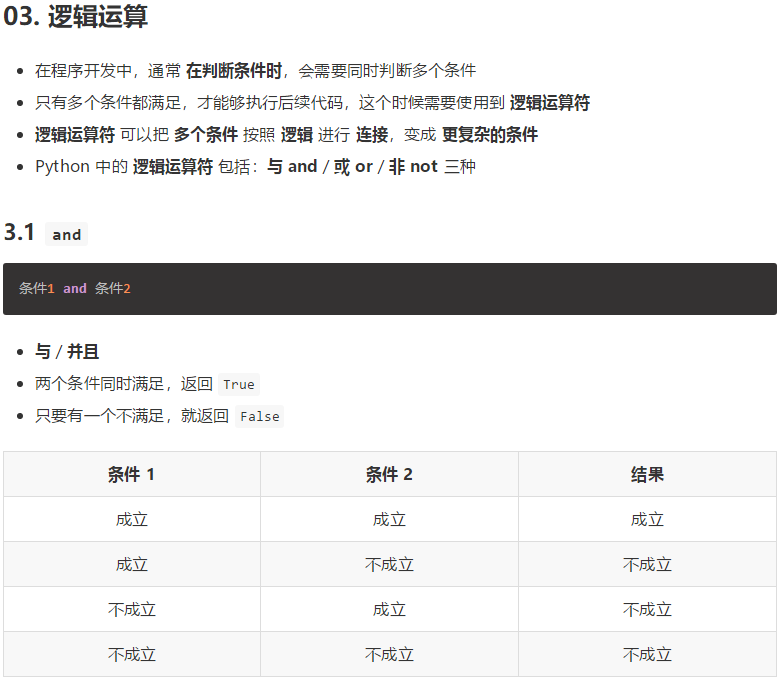 03. 逻辑运算
在程序开发中，通常 在判断条件时，会需要同时判断多个条件
只有多个条件都满足，才能够执行后续代码，这个时候需要使用到 逻辑运算符
逻辑运算符 可以把 多个条件 按照 逻辑 进行 连接，变成 更复杂的条件
Python 中的 逻辑运算符 包括：与 and / 或 or / 非 not 三种
3.1 and
条件1 and 条件2
与 / 并且
两个条件同时满足，返回 True
只要有一个不满足，就返回 False
条件 1 条件 2 结果
成立 成立 成立
成立 不成立 不成立
不成立 成立 不成立
不成立 不成立 不成立